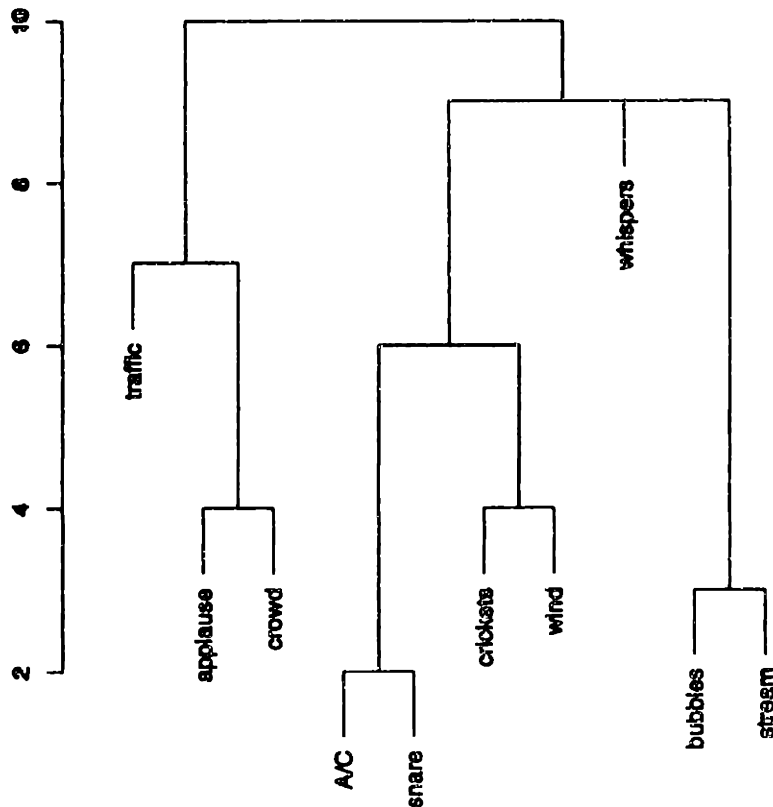 10
8
6
4
2
traffic
applause
crowd
A/C
snare
crickets
wind
whispers
bubbles
stream